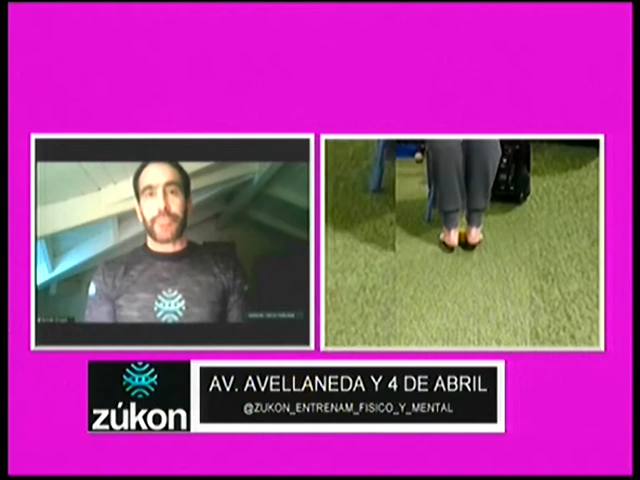 zúkon
AV. AVELLANEDA Y 4 DE ABRIL
@ZUKON_ENTRENAM_FISICO_Y_MENTAL